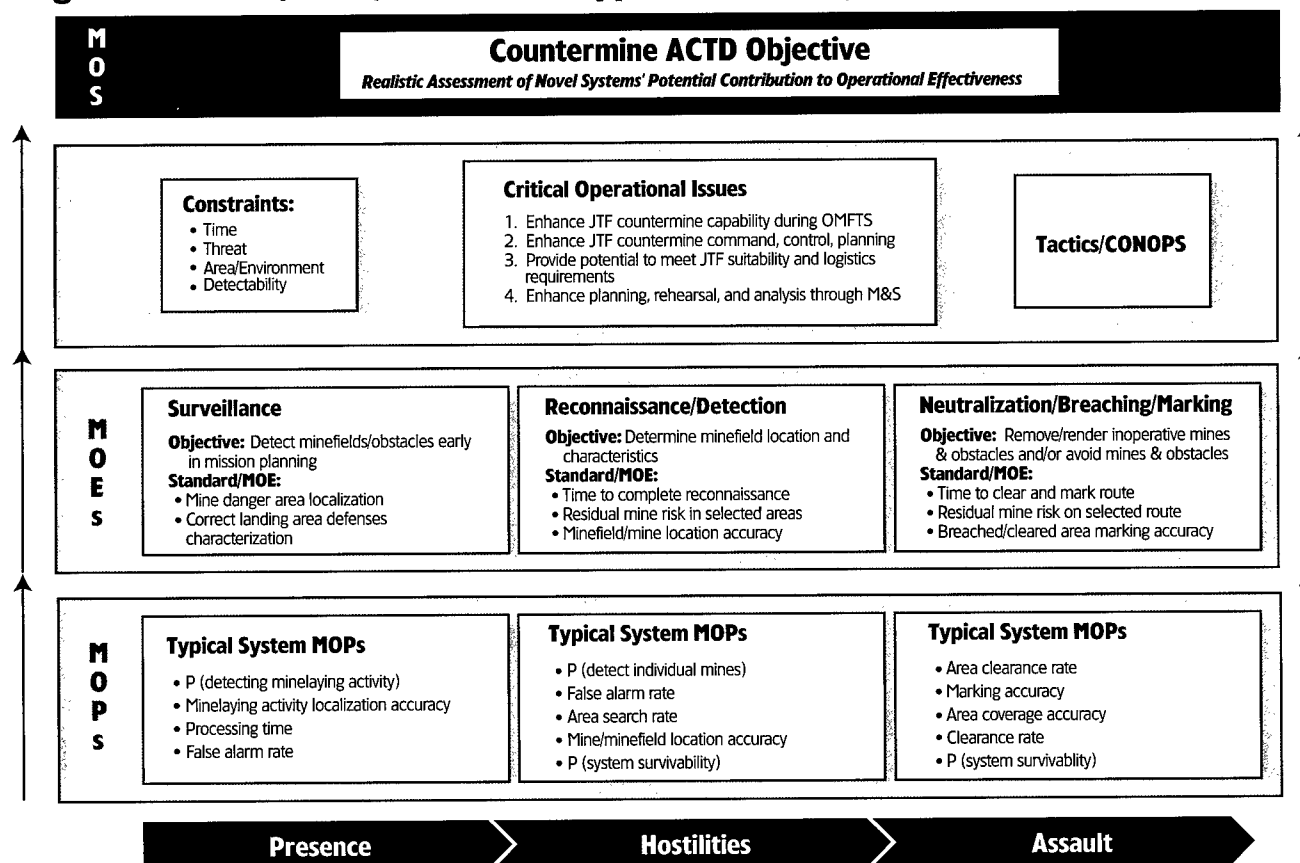 MOS
Countermine ACTD Objective
Realistic Assessment of Novel Systems' Potential Contribution to Operational Effectiveness
Constraints:
• Time
• Threat
• Area/Environment
• Detectability
Critical Operational Issues
1. Enhance JTF countermine capability during OMFTS
2. Enhance JTF countermine command, control, planning
3. Provide potential to meet JTF suitability and logistics
requirements
4. Enhance planning, rehearsal, and analysis through M&S
Tactics/CONOPS
MOEs
Surveillance
Objective: Detect minefields/obstacles early
in mission planning
Standard/MOE:
• Mine danger area localization
• Correct landing area defenses
characterization
Reconnaissance/Detection
Objective: Determine minefield location and
characteristics
Standard/MOE:
• Time to complete reconnaissance
• Residual mine risk in selected areas
• Minefield/mine location accuracy
Neutralization/Breaching/Marking
Objective: Remove/render inoperative mines
& obstacles and/or avoid mines & obstacles
Standard/MOE:
• Time to clear and mark route
• Residual mine risk on selected route
• Breached/cleared area marking accuracy
MOPs
Typical System MOPs
• P (detecting minelaying activity)
• Minelaying activity localization accuracy
• Processing time
• False alarm rate
Typical System MOPs
• P (detect individual mines)
• False alarm rate
• Area search rate
• Mine/minefield location accuracy
• P (system survivability)
Typical System MOPs
• Area clearance rate
• Marking accuracy
• Area coverage accuracy
• Clearance rate
• P (system survivablity)
Presence
Hostilities
Assault